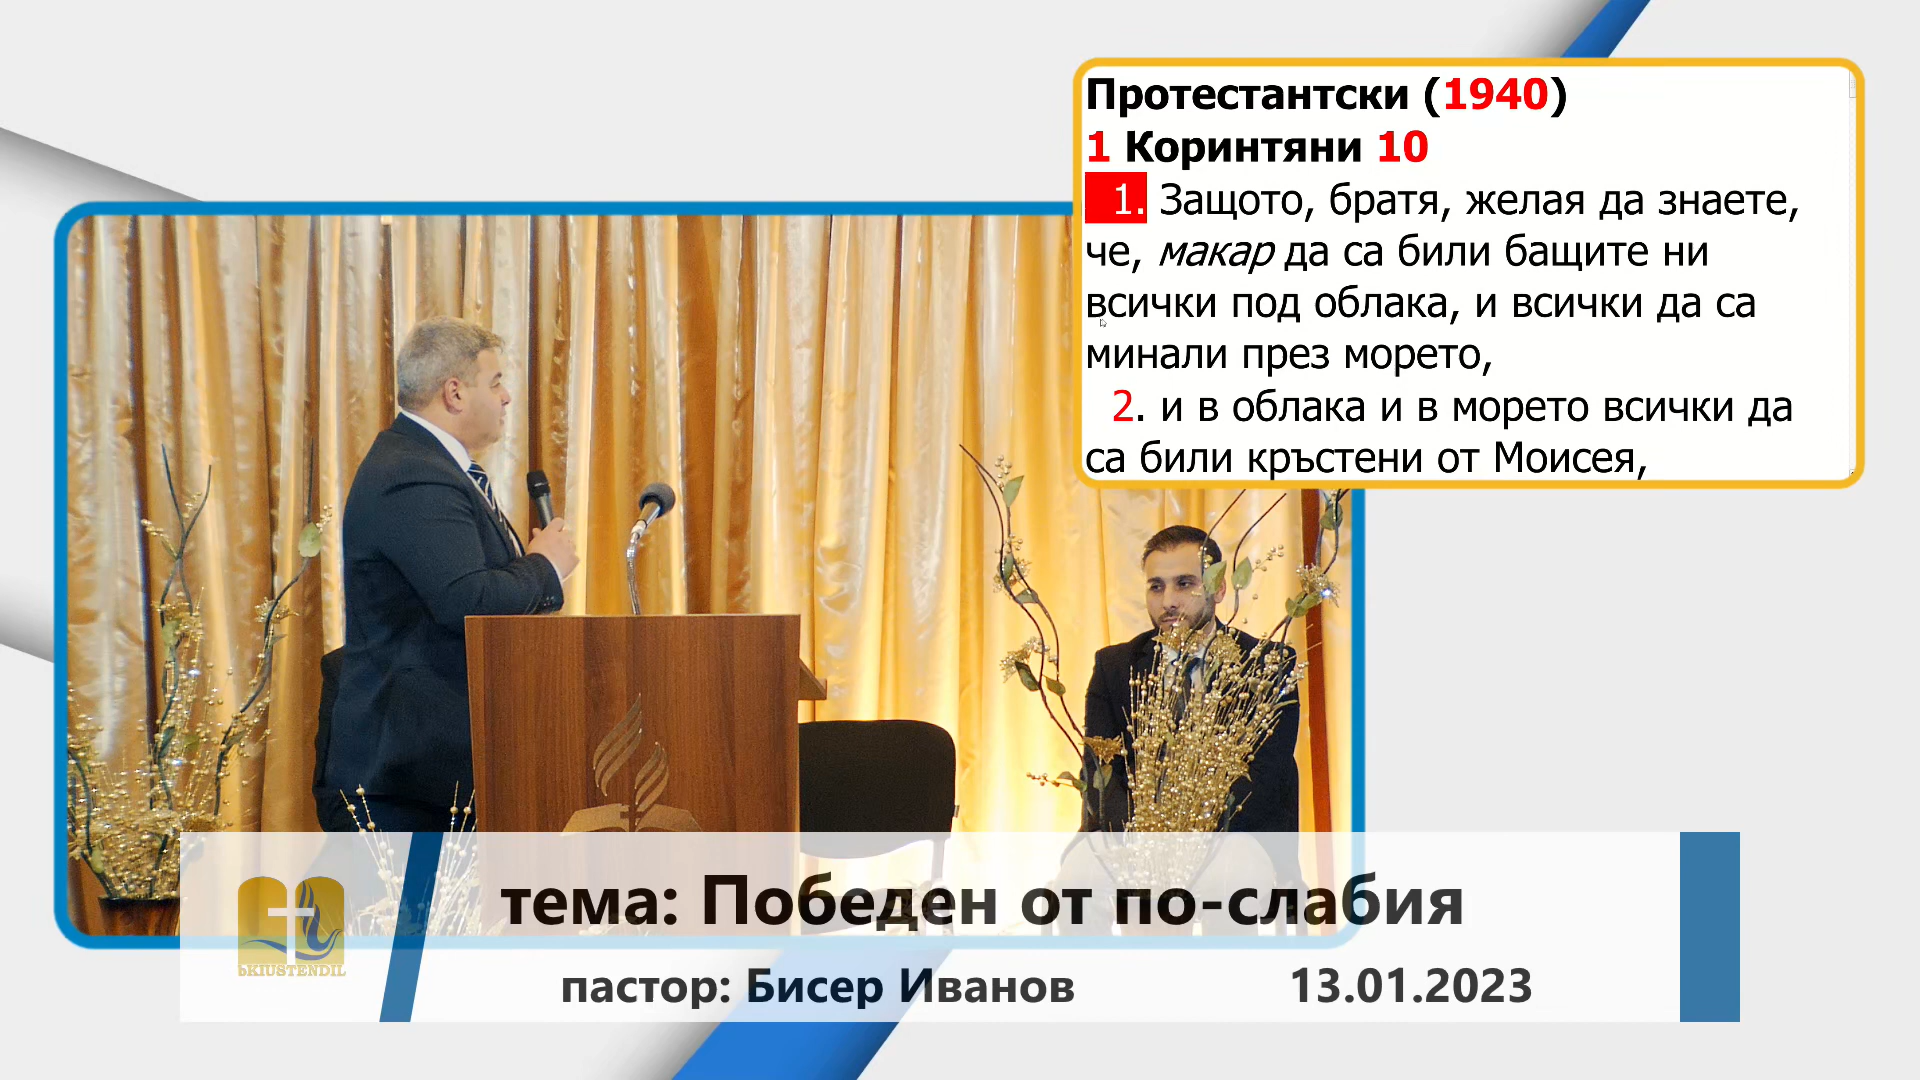 Протестантски (1940)
1 Коринтяни 10
1. Защото, братя, желая да знаете,
че, макар да са били бащите ни
всички под облака, и всички да са
минали през морето,
2. и в облака и в морето всички да
са били кръстени от Моисея,
тема: Победен от по-слабия
bKIUSTENDIL
пастор: Бисер Иванов 13.01.2023